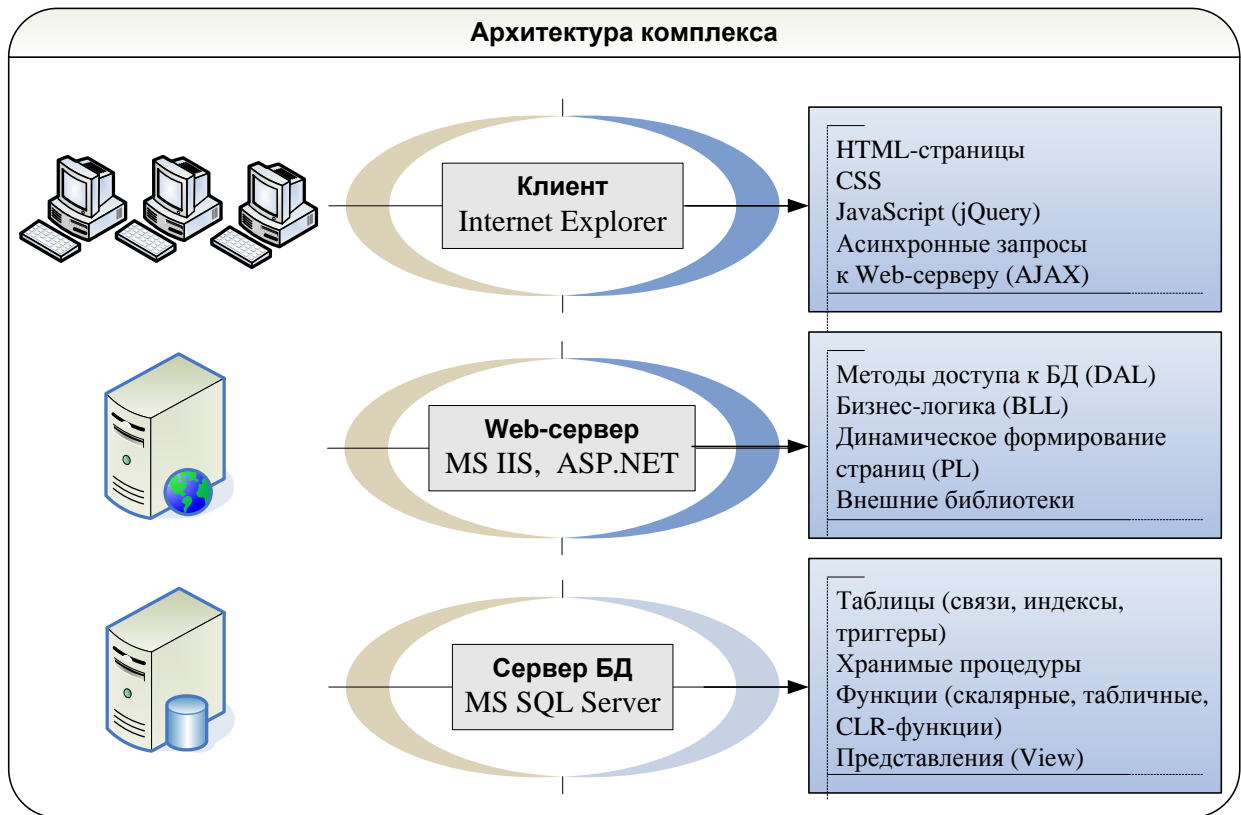 Архитектура комплекса
Клиент
Internet Explorer
HTML-страницы
CSS
JavaScript (jQuery)
Асинхронные запросы
к Web-серверу (AJAX)
Web-сервер
MS IIS, ASP.NET
Методы доступа к БД (DAL)
Бизнес-логика (BLL)
Динамическое формирование
страниц (PL)
Внешние библиотеки
Сервер БД
MS SQL Server
Таблицы (связи, индексы,
триггеры)
Хранимые процедуры
Функции (скалярные, табличные,
CLR-функции)
Представления (View)